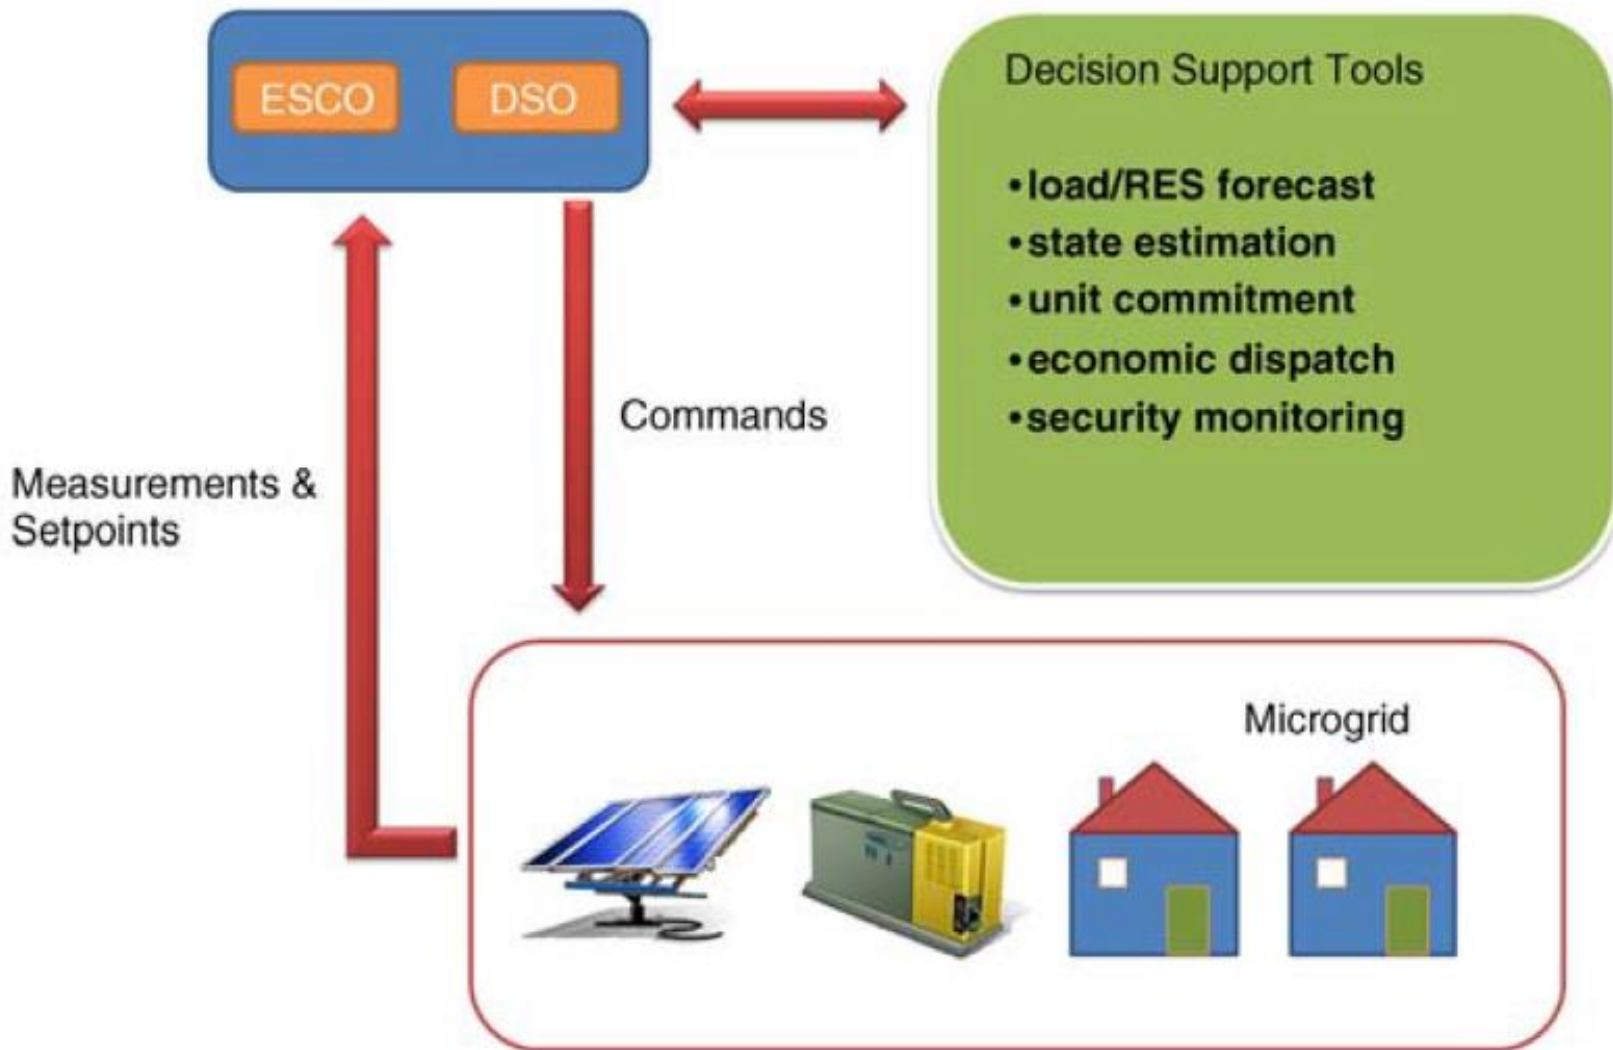 ESCO
DSO
Decision Support Tools
•load/RES forecast
•state estimation
•unit commitment
•economic dispatch
•security monitoring
Commands
Measurements &
Setpoints
Microgrid